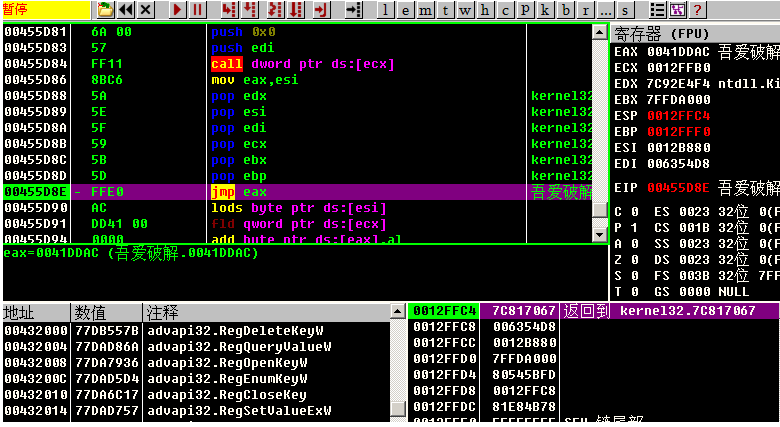 暂停 l e m t w h c p k b r ... s ?
00455D81 6A 00 push 0x0
00455D83 57 push edi
00455D84 FF11 call dword ptr ds:[ecx]
00455D86 8BC6 mov eax,esi
00455D88 5A pop edx kernel32
00455D89 5E pop esi kernel32
00455D8A 5F pop edi kernel32
00455D8B 59 pop ecx kernel32
00455D8C 5B pop ebx kernel32
00455D8D 5D pop ebp kernel32
00455D8E - FFE0 jmp eax 吾爱破解
00455D90 AC lods byte ptr ds:[esi]
00455D91 DD41 00 fld qword ptr ds:[ecx]
00455D94 0000 add byte ptr ds:[eax],al
eax=0041DDAC (吾爱破解.0041DDAC)
寄存器 (FPU)
EAX 0041DDAC 吾爱破解
ECX 0012FFB0
EDX 7C92E4F4 ntdll.Ki
EBX 7FFDA000
ESP 0012FFC4
EBP 0012FFF0
ESI 0012B880
EDI 006354D8
EIP 00455D8E 吾爱破解
C 0 ES 0023 32位 0(F
P 1 CS 001B 32位 0(F
A 0 SS 0023 32位 0(F
Z 0 DS 0023 32位 0(F
S 0 FS 003B 32位 7FF
T 0 GS 0000 NULL
地址 数值 注释
00432000 77DB557B advapi32.RegDeleteKeyW
00432004 77DAD86A advapi32.RegQueryValueW
00432008 77DA7936 advapi32.RegOpenKeyW
0043200C 77DAD5D4 advapi32.RegEnumKeyW
00432010 77DA6C17 advapi32.RegCloseKey
00432014 77DAD757 advapi32.RegSetValueExW
0012FFC4 7C817067 返回到 kernel32.7C817067
0012FFC8 006354D8
0012FFCC 0012B880
0012FFD0 7FFDA000
0012FFD4 80545BFD
0012FFD8 0012FFC8
0012FFDC 81E84B78